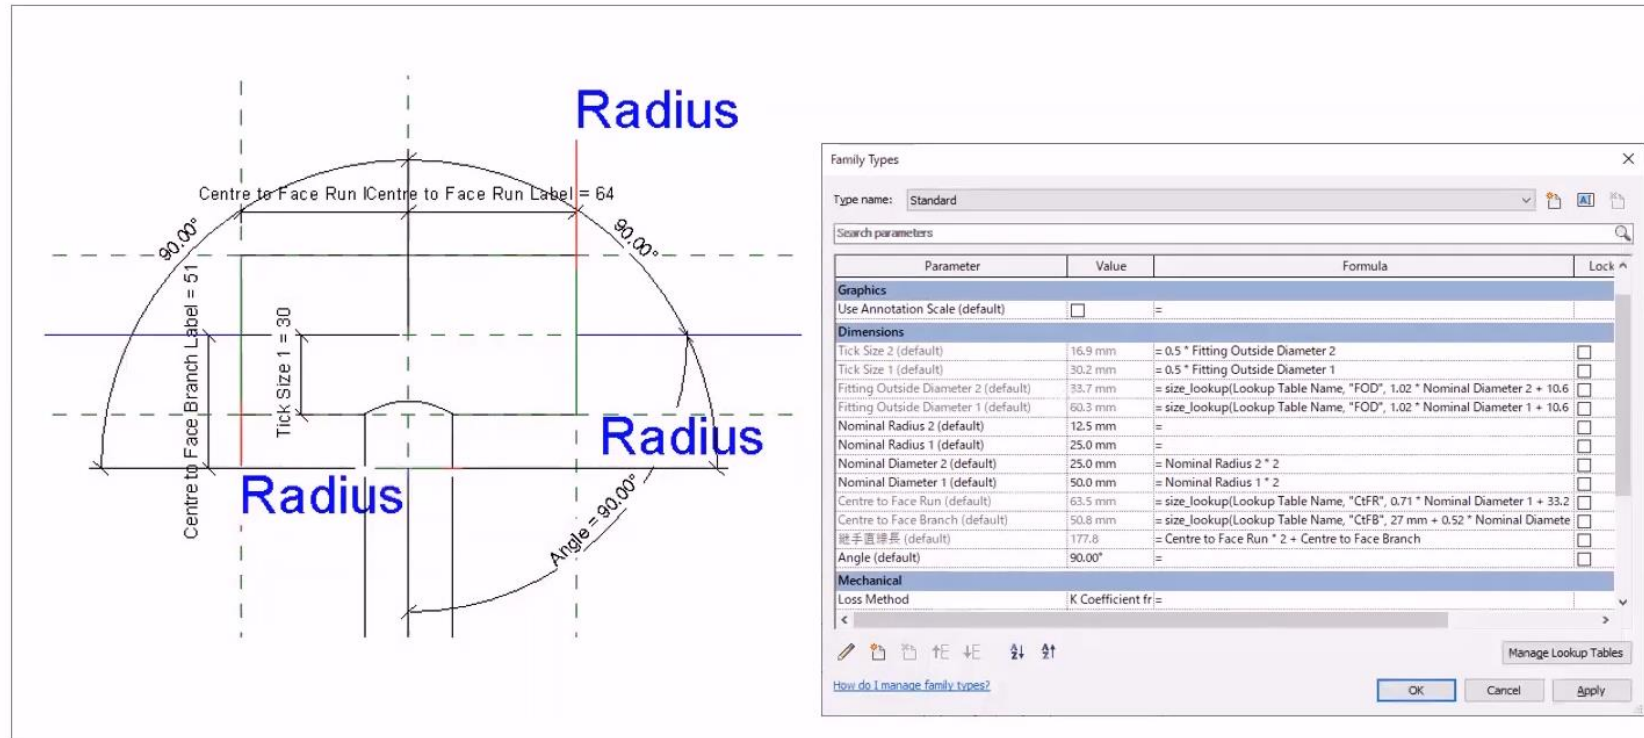 Radius
Centre to Face Run
Centre to Face Run Label = 64
90.00°
90.00°
Centre to Face Branch Label = 51
Tick Size 1 = 30
Radius
Radius
Angle = 90.00°
Family Types
Type name: Standard
Search parameters
Parameter Value Formula Lock
Graphics
Use Annotation Scale (default) =
Dimensions
Tick Size 2 (default) 16.9 mm = 0.5 * Fitting Outside Diameter 2
Tick Size 1 (default) 30.2 mm = 0.5 * Fitting Outside Diameter 1
Fitting Outside Diameter 2 (default) 33.7 mm = size_lookup(Lookup Table Name, "FOD", 1.02 * Nominal Diameter 2 + 10.6
Fitting Outside Diameter 1 (default) 60.3 mm = size_lookup(Lookup Table Name, "FOD", 1.02 * Nominal Diameter 1 + 10.6
Nominal Radius 2 (default) 12.5 mm =
Nominal Radius 1 (default) 25.0 mm =
Nominal Diameter 2 (default) 25.0 mm = Nominal Radius 2 * 2
Nominal Diameter 1 (default) 50.0 mm = Nominal Radius 1 * 2
Centre to Face Run (default) 63.5 mm = size_lookup(Lookup Table Name, "CtFR", 0.71 * Nominal Diameter 1 + 33.2
Centre to Face Branch (default) 50.8 mm = size_lookup(Lookup Table Name, "CtFB", 27 mm + 0.52 * Nominal Diamete
継手直線長 (default) 177.8 = Centre to Face Run * 2 + Centre to Face Branch
Angle (default) 90.00° =
Mechanical
Loss Method K Coefficient fr =
Manage Lookup Tables
How do I manage family types?
OK Cancel Apply